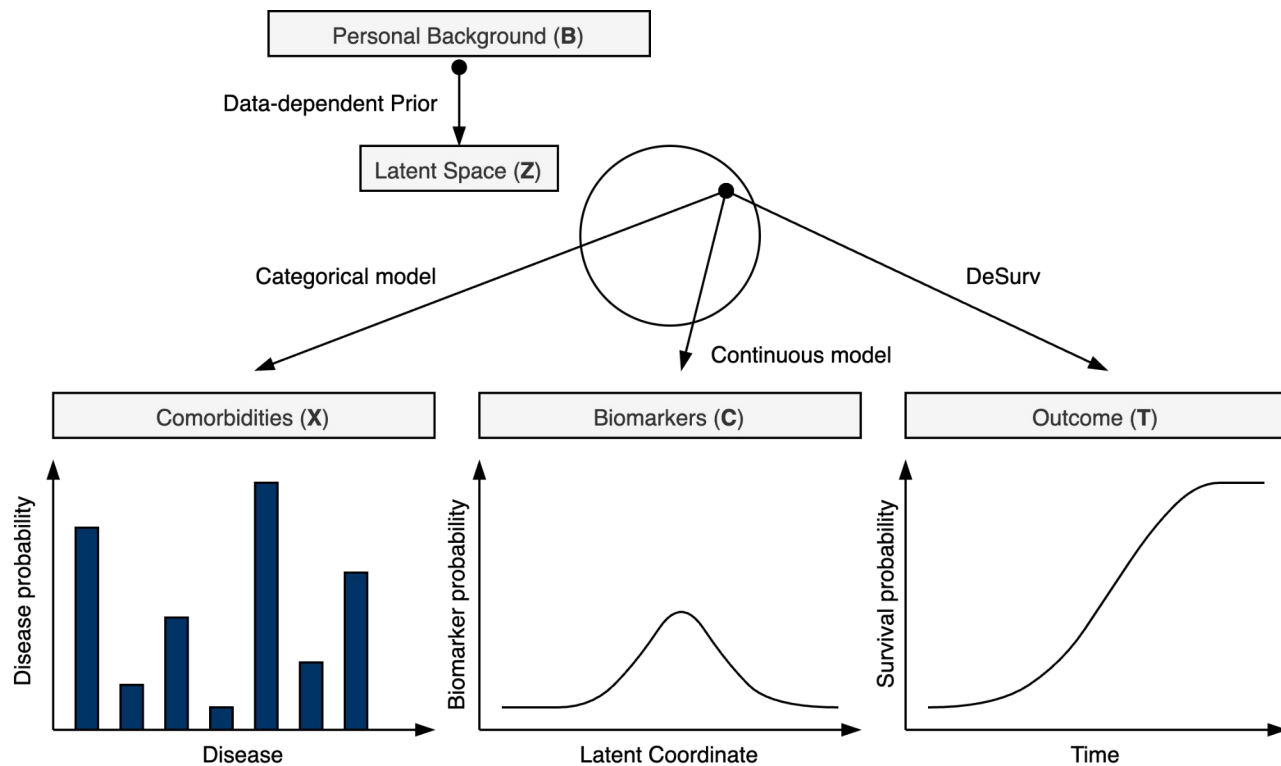 Personal Background (B)
Data-dependent Prior
Latent Space (Z)
Categorical model
DeSurv
Continuous model
Comorbidities (X)
Biomarkers (C)
Outcome (T)
Disease probability
Biomarker probability
Survival probability
Disease
Latent Coordinate
Time